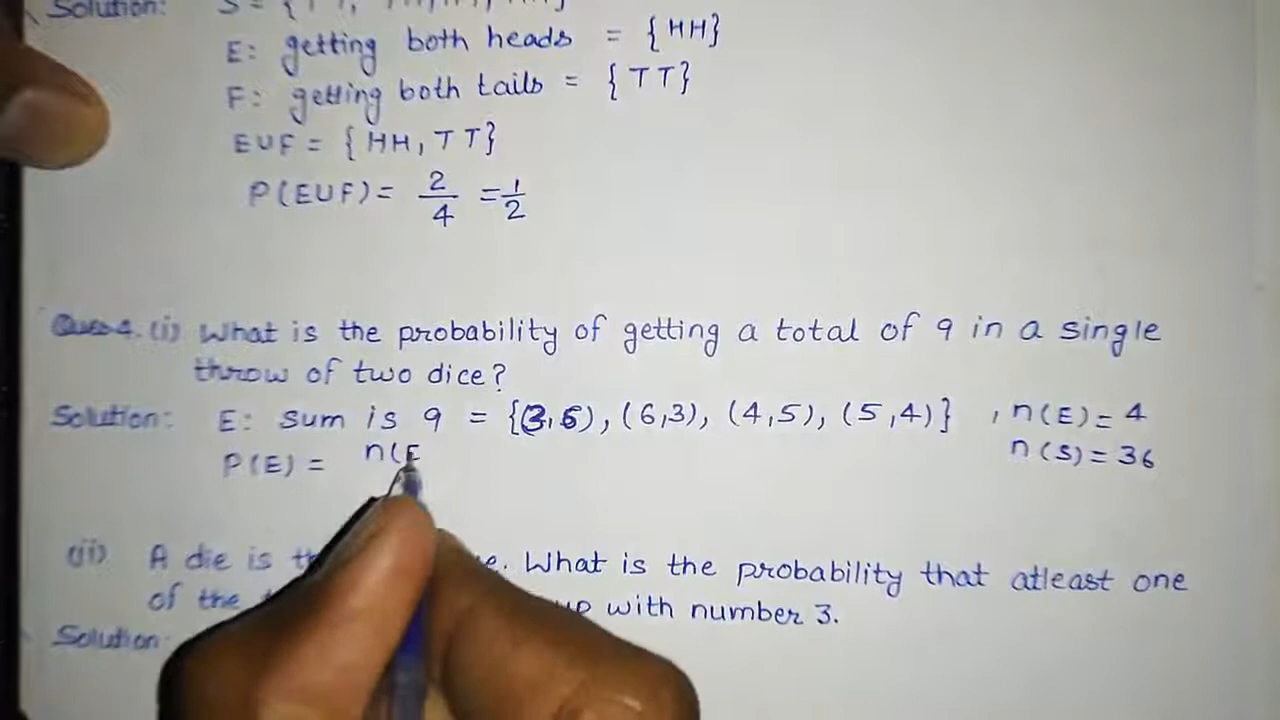 Solution: S = {
E: getting both heads = {HH}
F: getting both tails = {TT}
EUF = {HH, TT}
P(EUF) = 2/4 = 1/2
Ques 4. (i) What is the probability of getting a total of 9 in a single
throw of two dice?
Solution: E: Sum is 9 = {(3,6), (6,3), (4,5), (5,4)} , n(E) = 4
P(E) = n(E n(S) = 36
(ii) A die is What is the probability that atleast one
of the with number 3.
Solution: